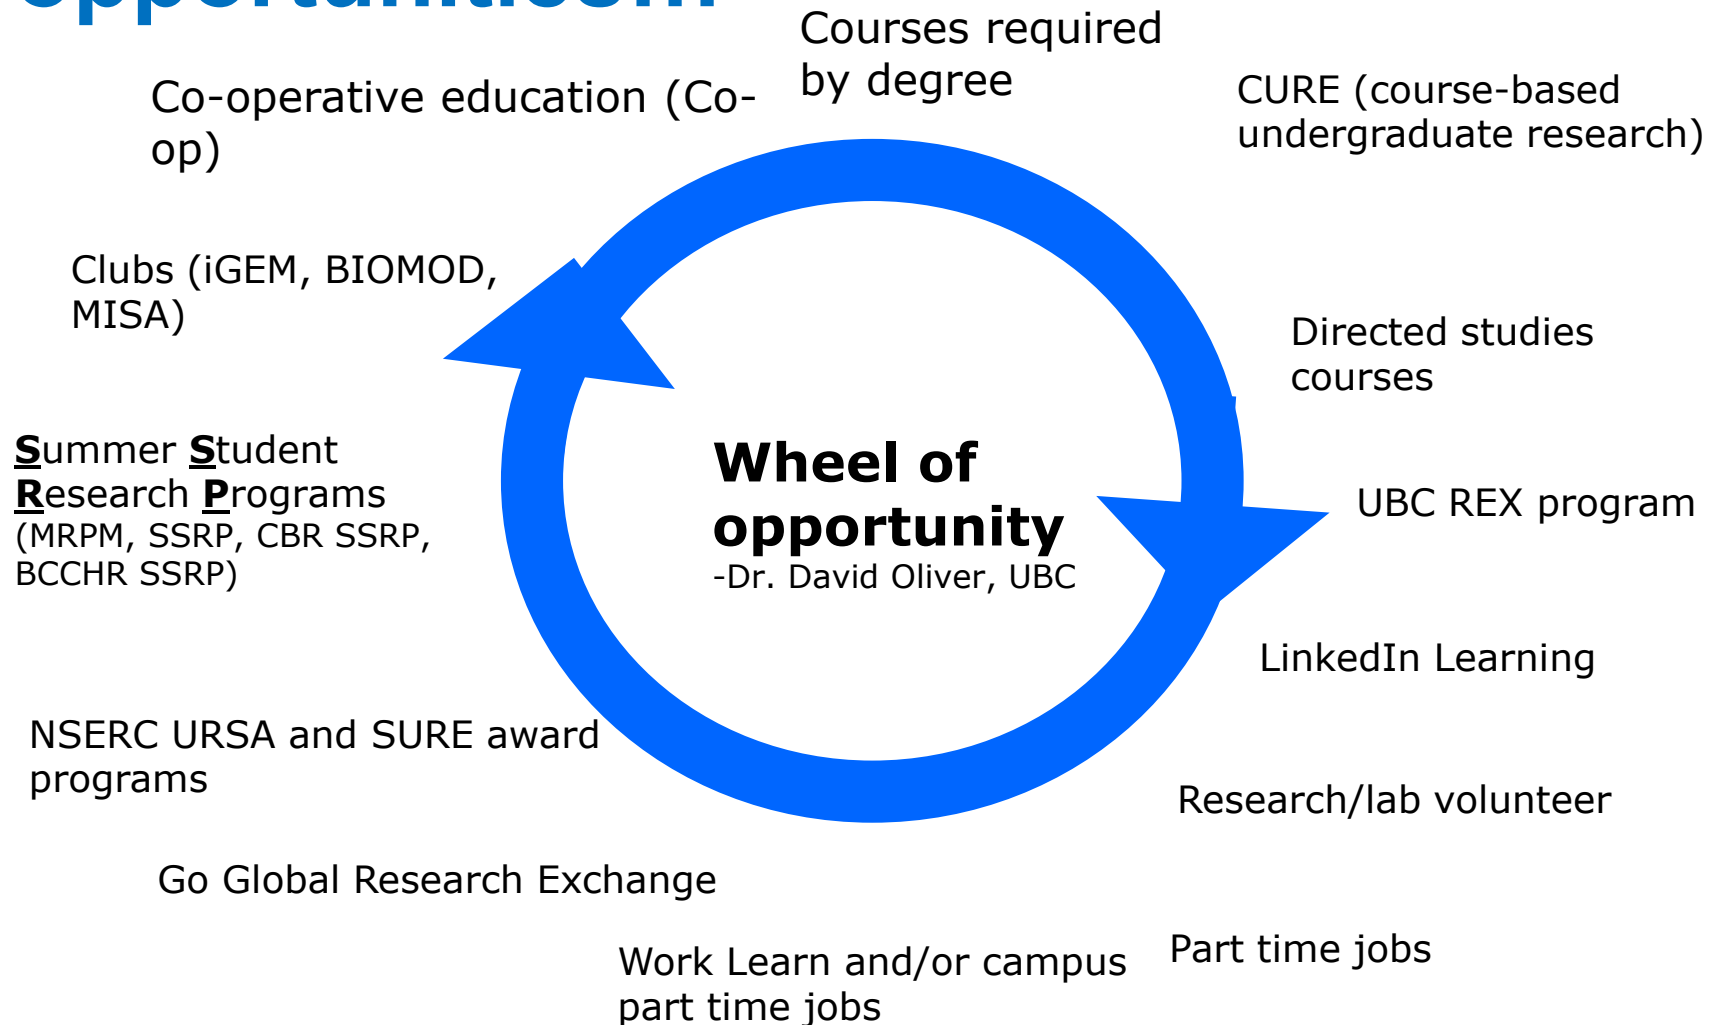 Courses required
by degree
Co-operative education (Co-
op)
CURE (course-based
undergraduate research)
Clubs (iGEM, BIOMOD,
MISA)
Directed studies
courses
Summer Student
Research Programs
(MRPM, SSRP, CBR SSRP,
BCCHR SSRP)
Wheel of
opportunity
-Dr. David Oliver, UBC
UBC REX program
LinkedIn Learning
NSERC URSA and SURE award
programs
Research/lab volunteer
Go Global Research Exchange
Part time jobs
Work Learn and/or campus
part time jobs